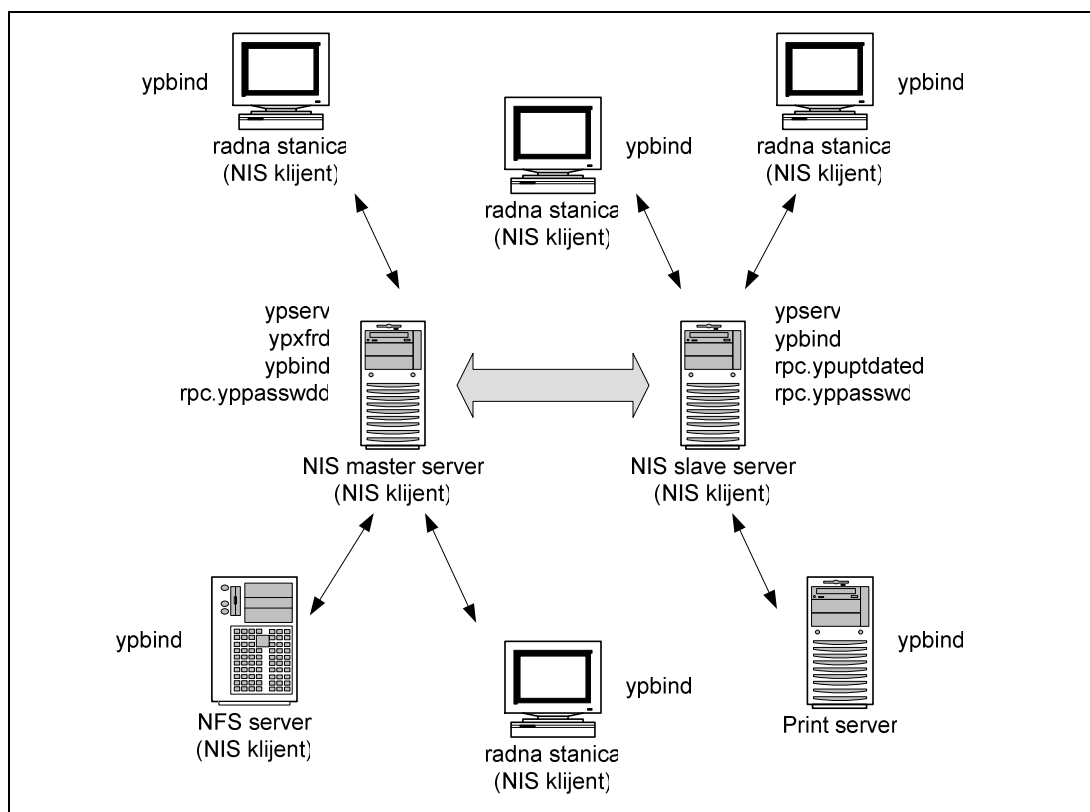 ypbind
radna stanica
(NIS klijent)
ypbind
radna stanica
(NIS klijent)
ypbind
radna stanica
(NIS klijent)
ypserv
ypxfrd
ypbind
rpc.yppasswdd
NIS master server
(NIS klijent)
ypserv
ypbind
rpc.ypuptdated
rpc.yppasswd
NIS slave server
(NIS klijent)
ypbind
NFS server
(NIS klijent)
ypbind
radna stanica
(NIS klijent)
ypbind
Print server